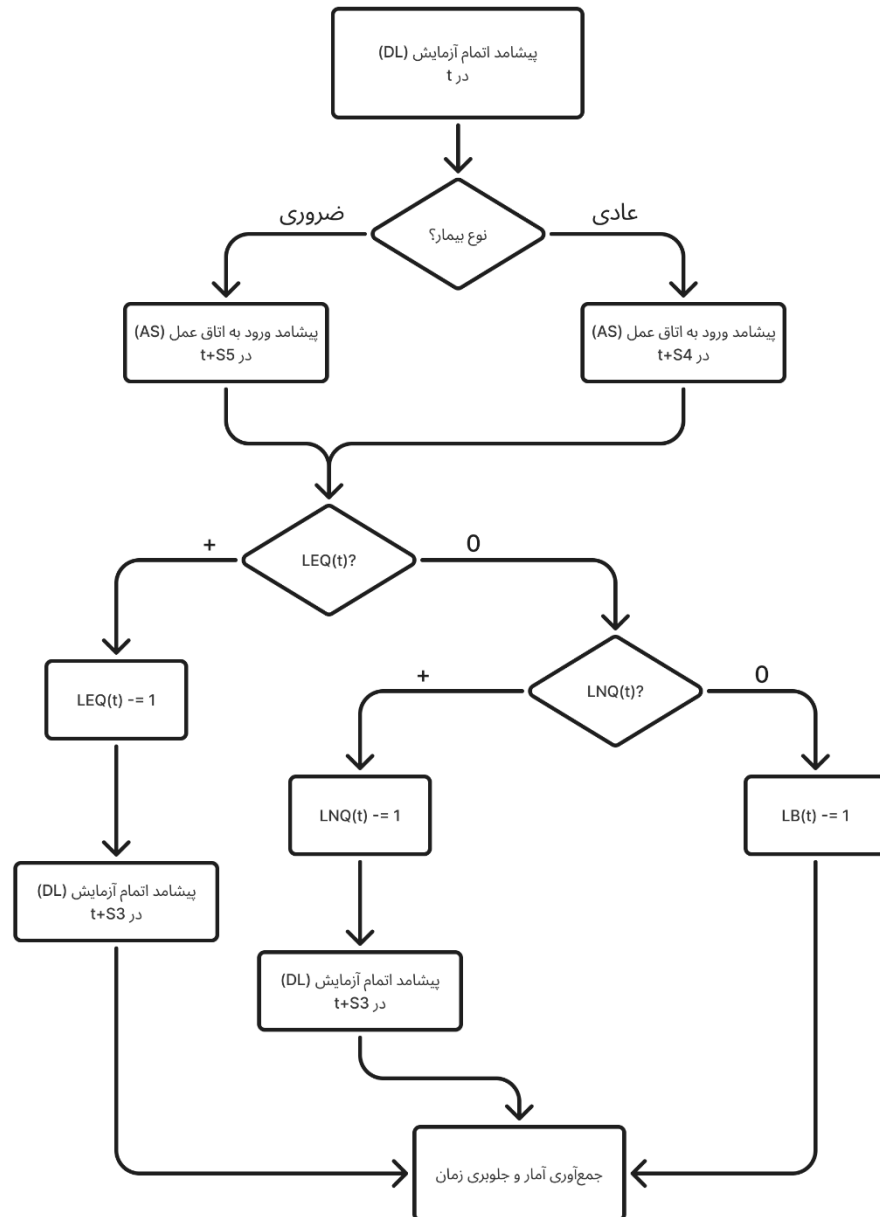 پیشامد اتمام آزمایش (DL)
در t
ضروری
عادی
نوع بیمار؟
پیشامد ورود به اتاق عمل (AS)
در t+S5
پیشامد ورود به اتاق عمل (AS)
در t+S4
+
LEQ(t)?
0
LEQ(t) -= 1
+
LNQ(t)?
0
LNQ(t) -= 1
LB(t) -= 1
پیشامد اتمام آزمایش (DL)
در t+S3
پیشامد اتمام آزمایش (DL)
در t+S3
جمع‌آوری آمار و جلوبری زمان